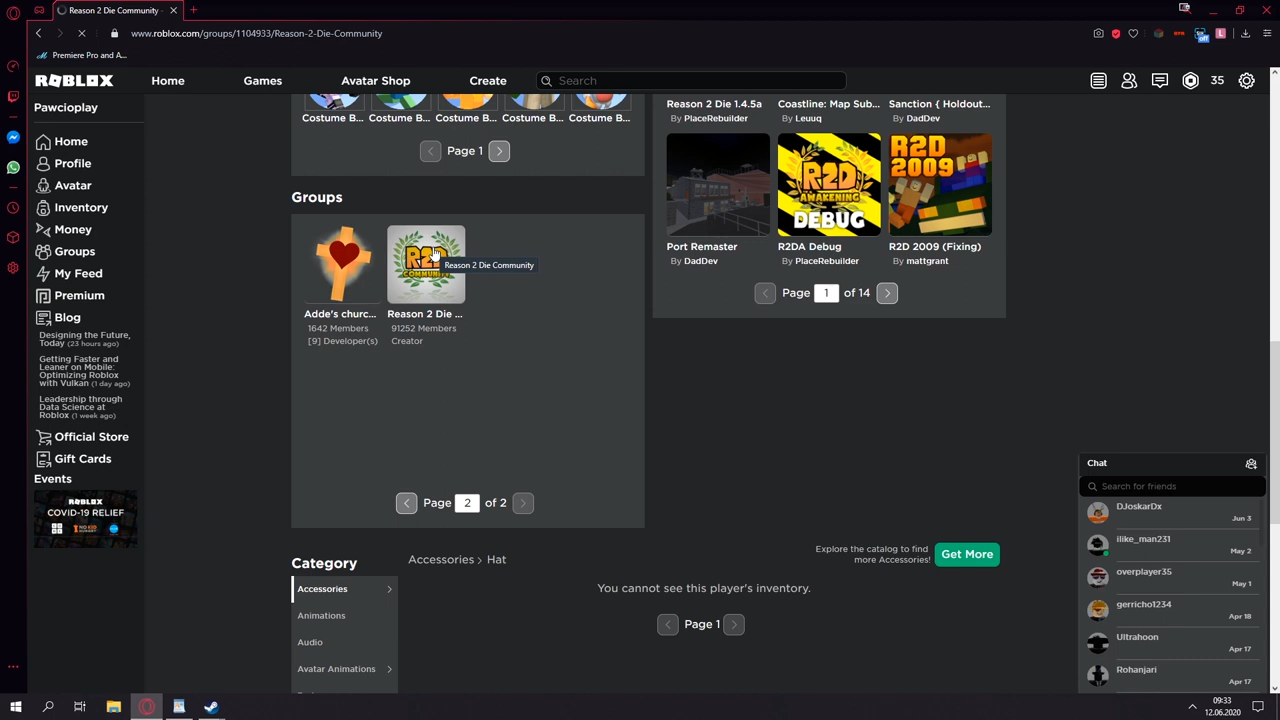 Reason 2 Die Community -
www.roblox.com/groups/1104933/Reason-2-Die-Community
Premiere Pro and A...
ROBLOX
Home
Games
Avatar Shop
Create
Search
35
Pawcioplay
Home
Profile
Avatar
Inventory
Money
Groups
My Feed
Premium
Blog
Designing the Future,
Today (23 hours ago)
Getting Faster and
Leaner on Mobile:
Optimizing Roblox
with Vulkan (1 day ago)
Leadership through
Data Science at
Roblox (1 week ago)
Official Store
Gift Cards
Events
ROBLOX
COVID-19 RELIEF
Costume B... Costume B... Costume B... Costume B... Costume B...
Page 1
Groups
R2D
COMMUNITY
Reason 2 Die Community
Adde's churc...
1642 Members
[9] Developer(s)
Reason 2 Die ...
91252 Members
Creator
Page 2 of 2
Reason 2 Die 1.4.5a
By PlaceRebuilder
Coastline: Map Sub...
By Leuuq
Sanction { Holdout...
By DadDev
R2D
AWAKENING
DEBUG
R2D
2009
Port Remaster
By DadDev
R2DA Debug
By PlaceRebuilder
R2D 2009 (Fixing)
By mattgrant
Page 1 of 14
Category
Accessories
Animations
Audio
Avatar Animations
Accessories > Hat
Explore the catalog to find
more Accessories!
Get More
You cannot see this player's inventory.
Page 1
Chat
Search for friends
DJoskarDx
Jun 3
ilike_man231
May 2
overplayer35
May 1
gerricho1234
Apr 18
Ultrahoon
Apr 17
Rohanjari
Apr 17
09:33
12.06.2020